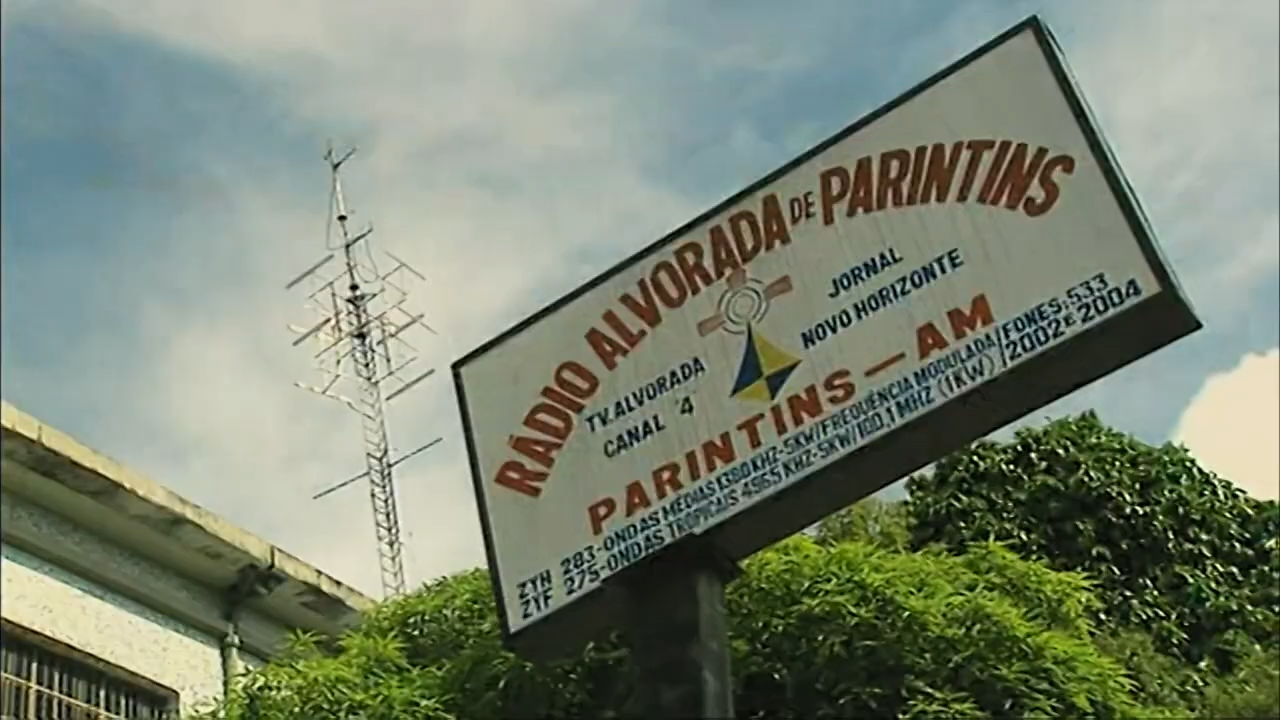 RÁDIO ALVORADA DE PARINTINS
TV. ALVORADA
CANAL 4
JORNAL
NOVO HORIZONTE
PARINTINS — AM
ZYH 283-ONDAS MÉDIAS 1380 KHZ-5KW/FREQUÊNCIA MODULADA/FONES: 533
ZYF 275-ONDAS TROPICAIS 4965 KHZ-5KW/100,1 MHZ (1KW) /2002 E 2004